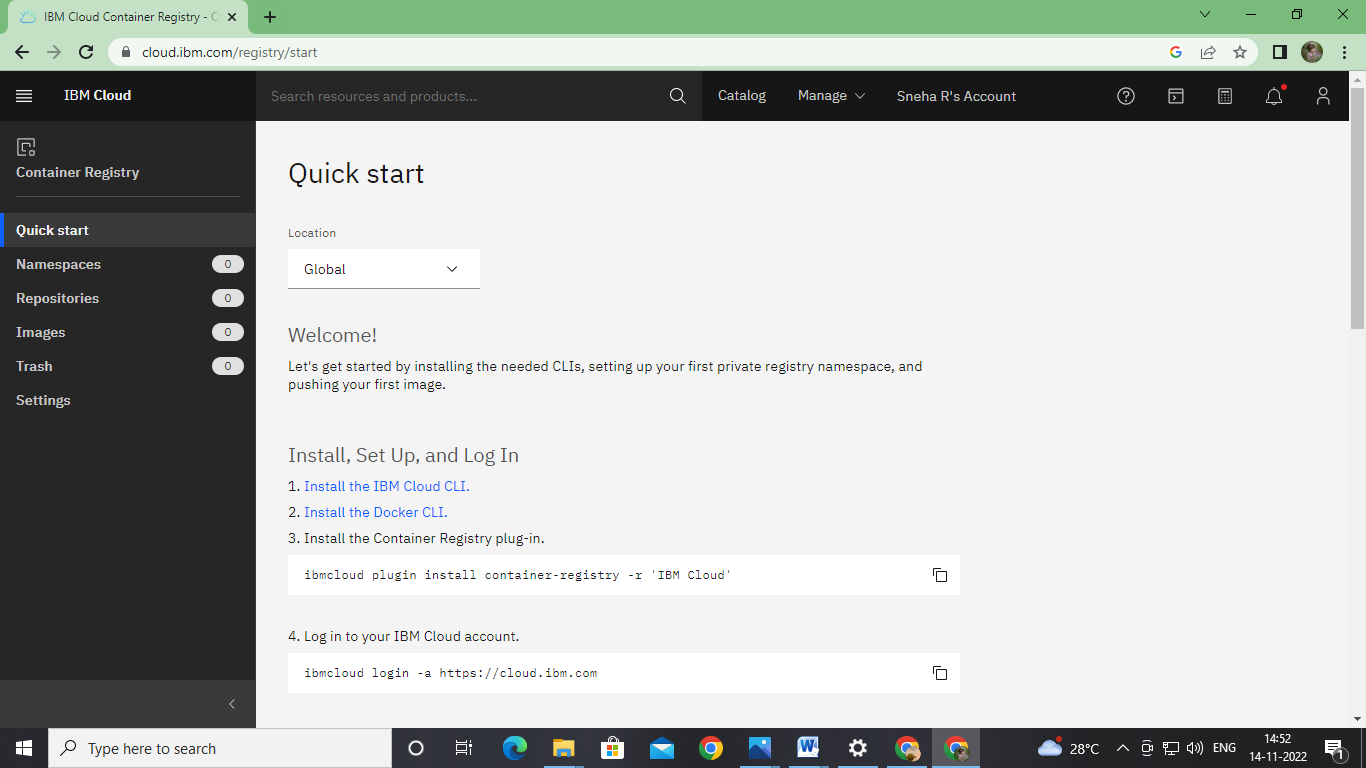 IBM Cloud Container Registry - C
cloud.ibm.com/registry/start
IBM Cloud
Search resources and products...
Catalog
Manage
Sneha R's Account
Container Registry
Quick start
Namespaces 0
Repositories 0
Images 0
Trash 0
Settings
Quick start
Location
Global
Welcome!
Let's get started by installing the needed CLIs, setting up your first private registry namespace, and
pushing your first image.
Install, Set Up, and Log In
1. Install the IBM Cloud CLI.
2. Install the Docker CLI.
3. Install the Container Registry plug-in.
ibmcloud plugin install container-registry -r 'IBM Cloud'
4. Log in to your IBM Cloud account.
ibmcloud login -a https://cloud.ibm.com
Type here to search
28°C
ENG
14:52
14-11-2022
1